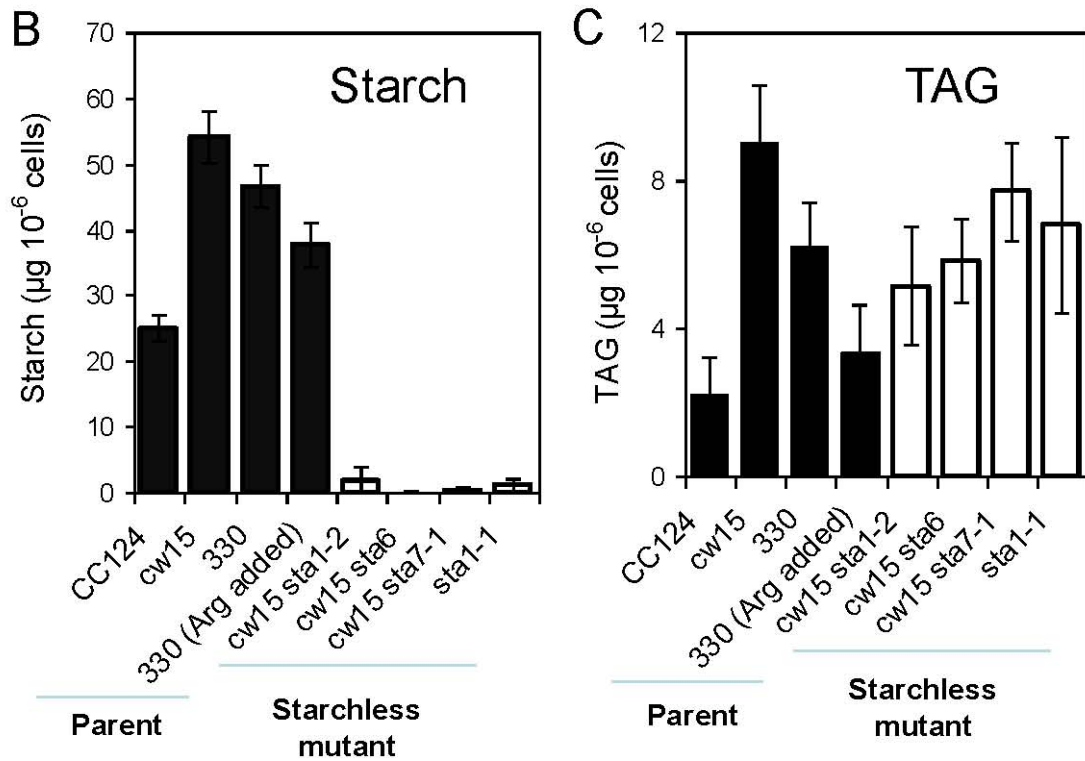 B
Starch
Starch (µg 10⁻⁶ cells)
70
60
50
40
30
20
10
0
CC124
cw15
330
330 (Arg added)
cw15 sta1-2
cw15 sta6
cw15 sta7-1
sta1-1
Parent
Starchless
mutant
C
TAG
TAG (µg 10⁻⁶ cells)
12
8
4
0
CC124
cw15
330
330 (Arg added)
cw15 sta1-2
cw15 sta6
cw15 sta7-1
sta1-1
Parent
Starchless
mutant